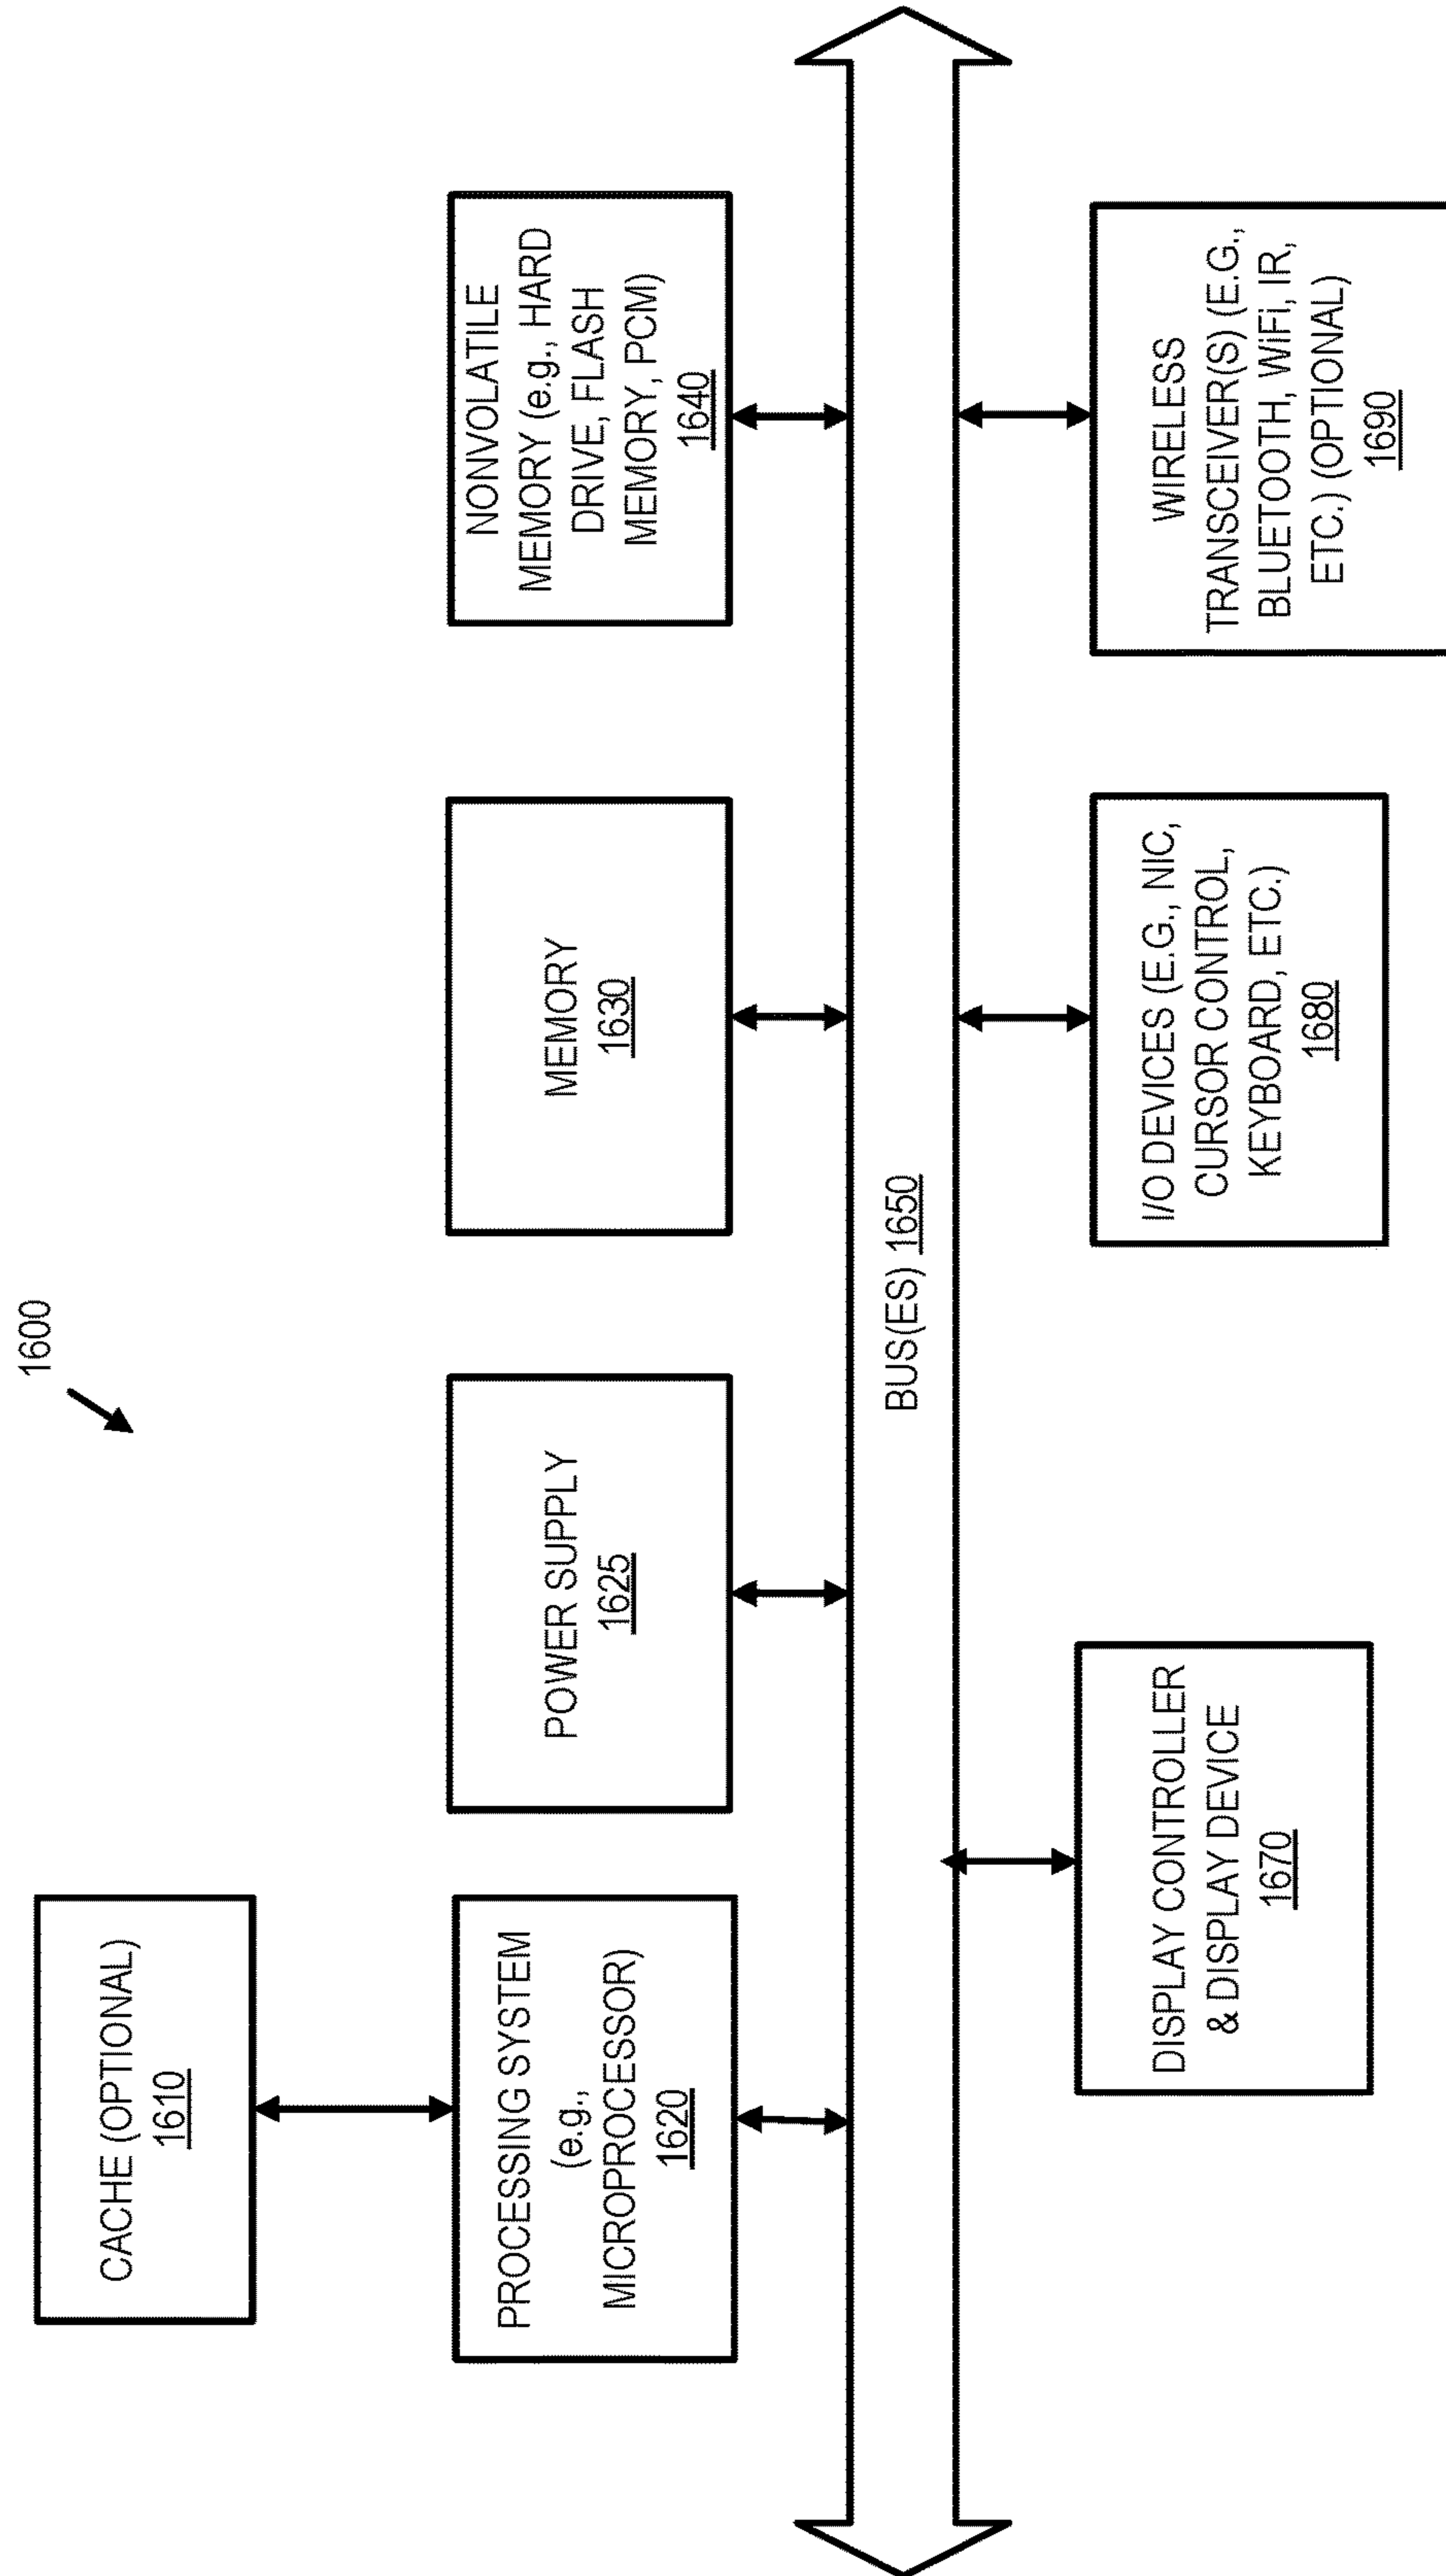 1600
CACHE (OPTIONAL)
1610
PROCESSING SYSTEM
(e.g.,
MICROPROCESSOR)
1620
POWER SUPPLY
1625
MEMORY
1630
NONVOLATILE
MEMORY (e.g., HARD
DRIVE, FLASH
MEMORY, PCM)
1640
BUS(ES) 1650
DISPLAY CONTROLLER
& DISPLAY DEVICE
1670
I/O DEVICES (E.G., NIC,
CURSOR CONTROL,
KEYBOARD, ETC.)
1680
WIRELESS
TRANSCEIVER(S) (E.G.,
BLUETOOTH, WiFi, IR,
ETC.) (OPTIONAL)
1690